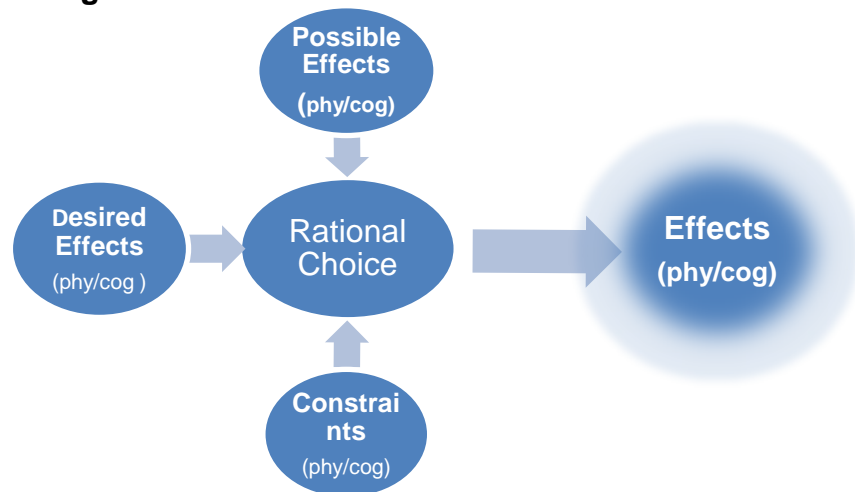 Possible
Effects
(phy/cog)
Desired
Effects
(phy/cog )
Rational
Choice
Effects
(phy/cog)
Constrai
nts
(phy/cog)